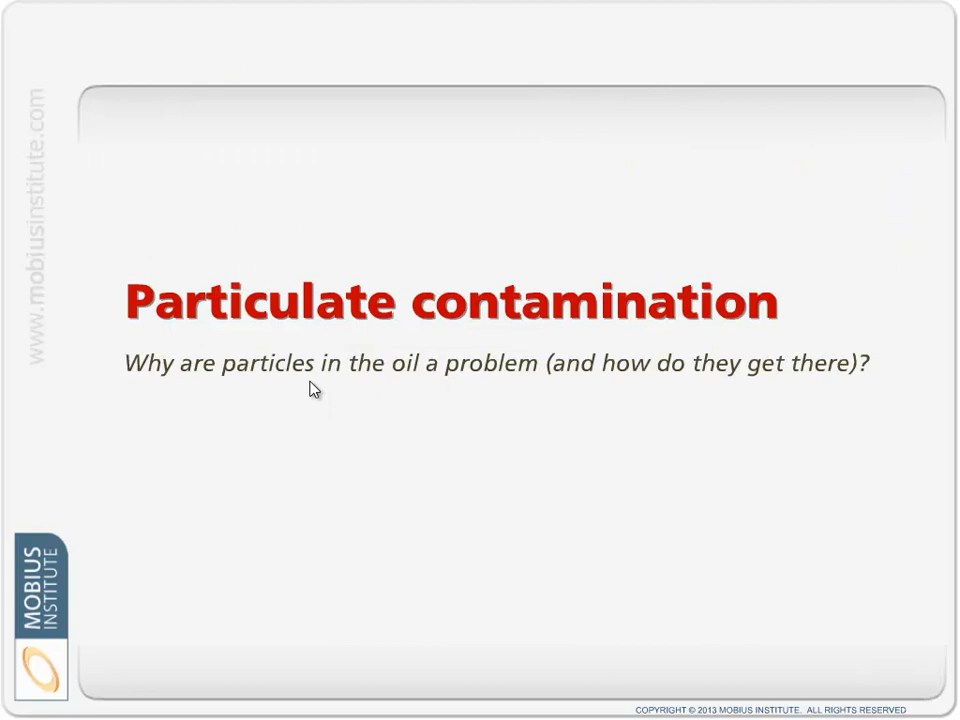 www.mobiusinstitute.com
Particulate contamination
Why are particles in the oil a problem (and how do they get there)?
MOBIUS
INSTITUTE
COPYRIGHT © 2013 MOBIUS INSTITUTE. ALL RIGHTS RESERVED